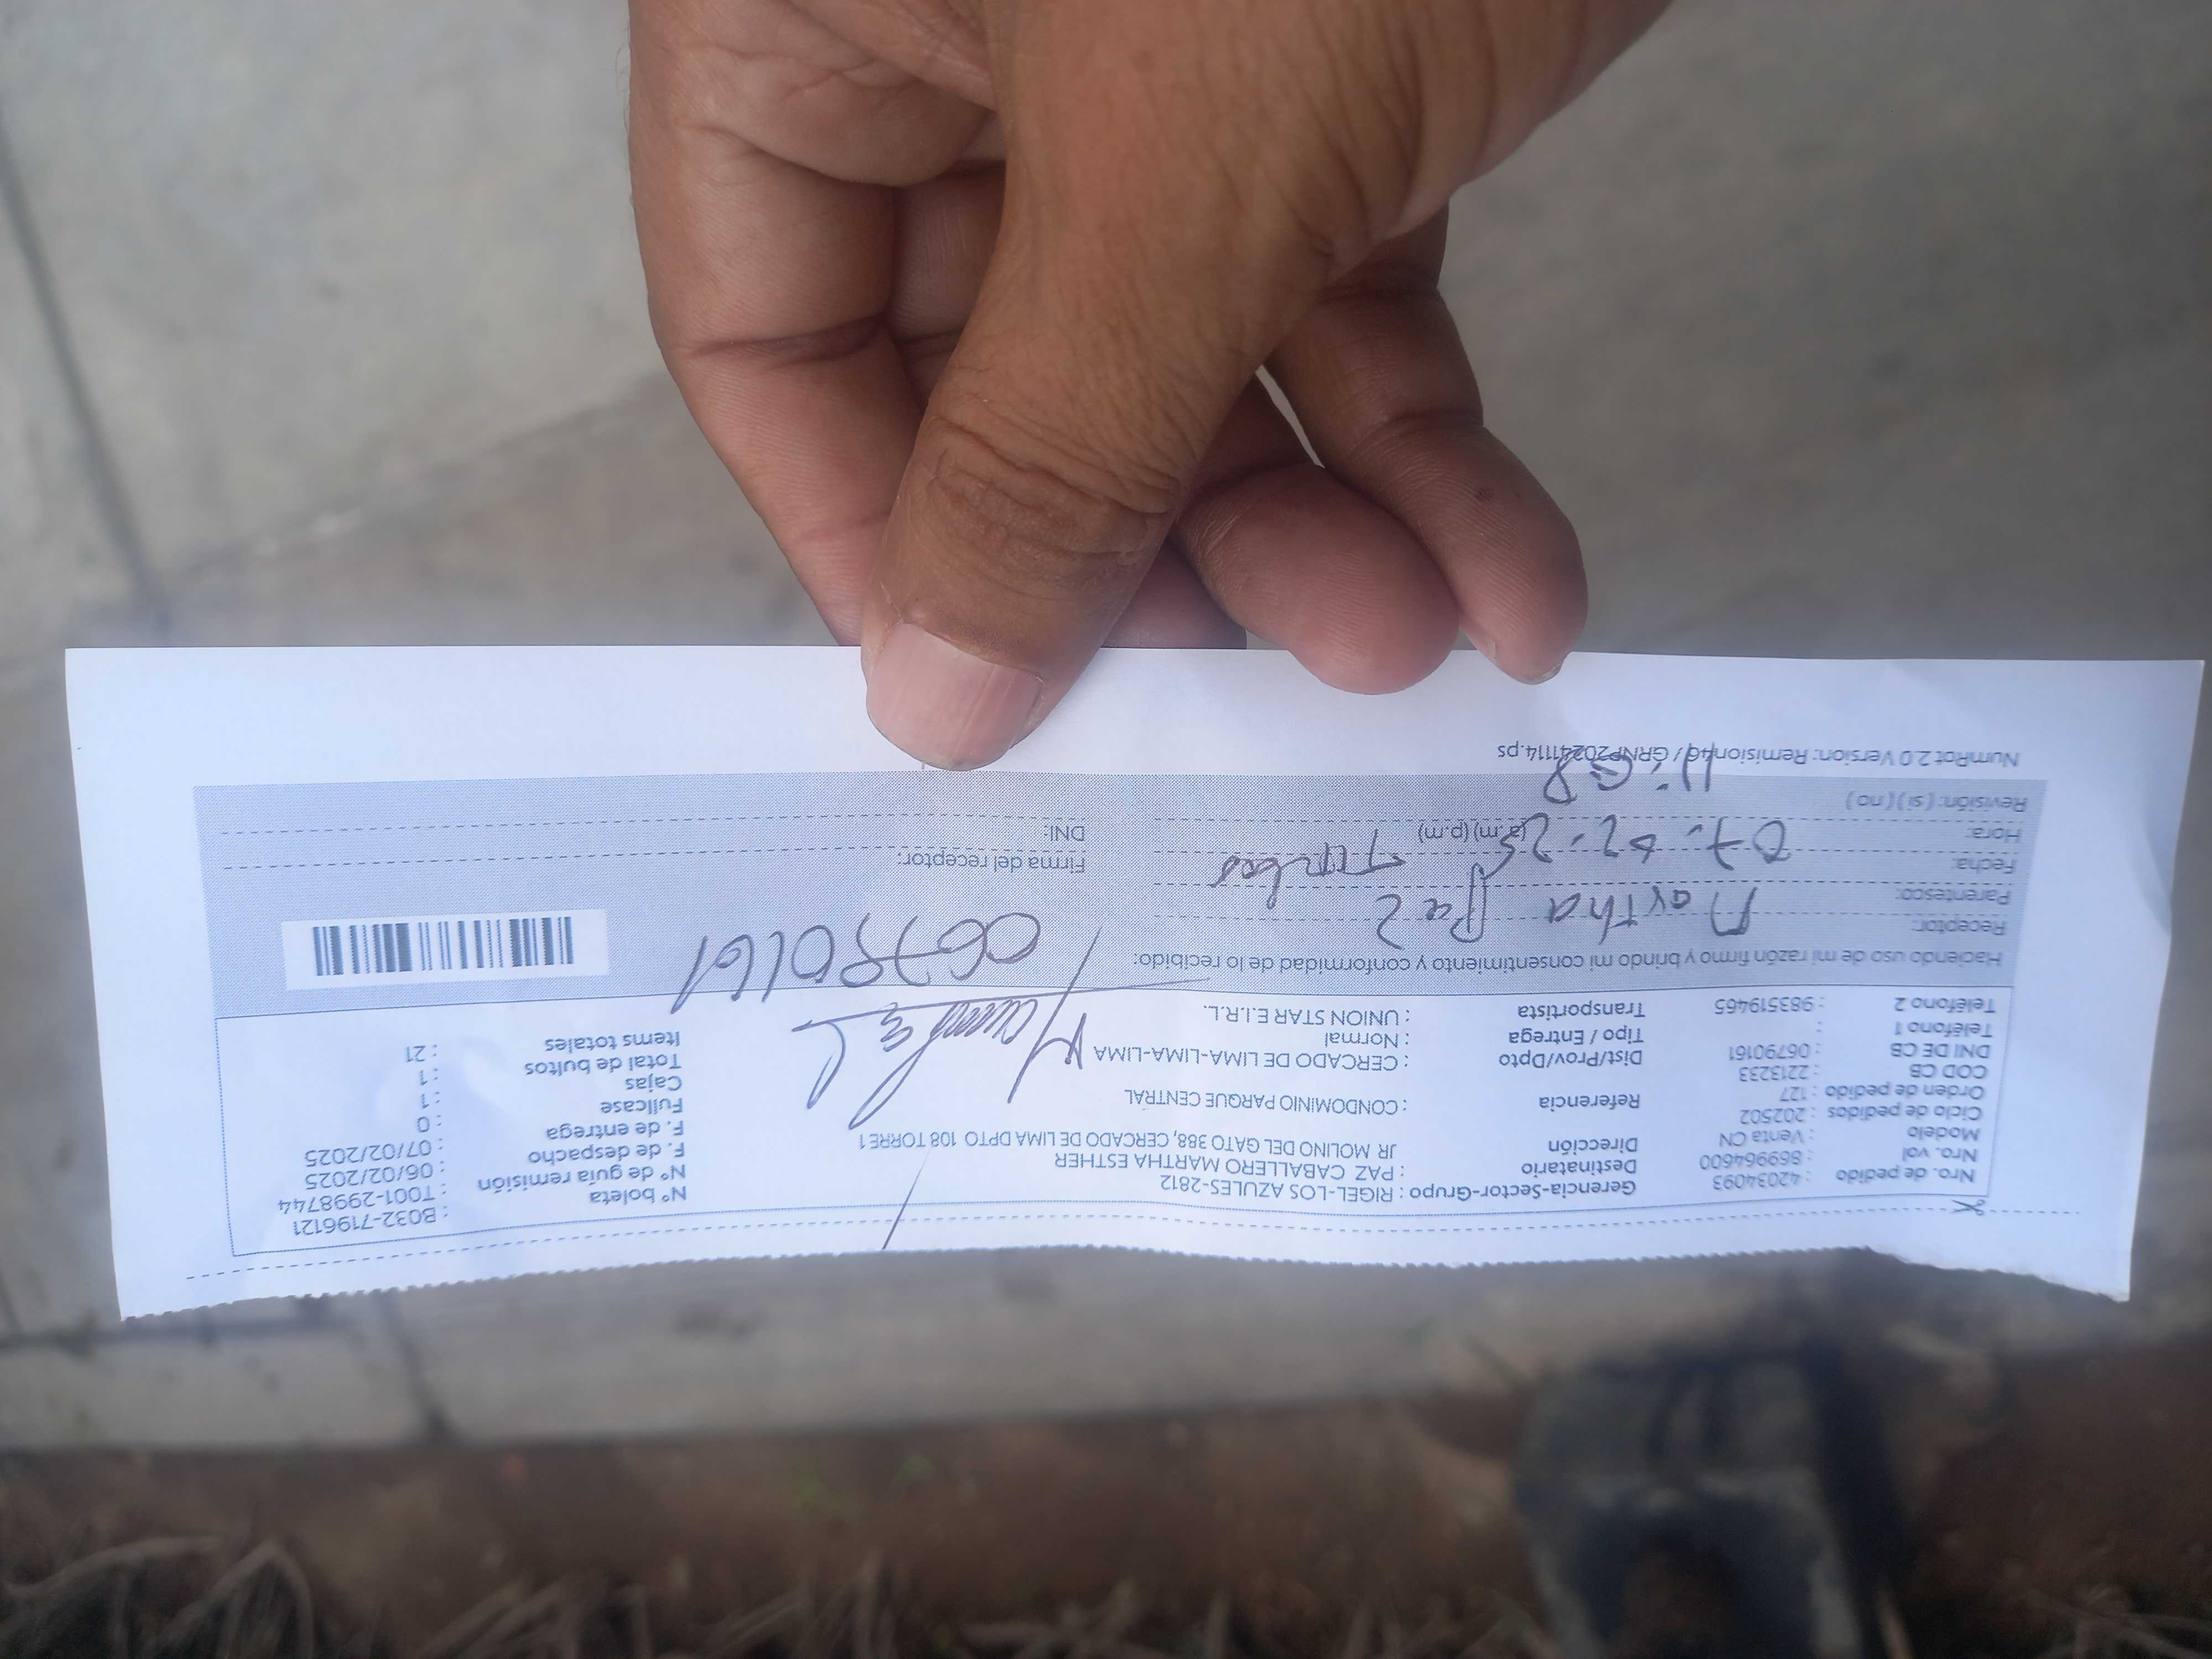 Nro. de pedido : 42034093 Gerencia-Sector-Grupo : RIGEL-LOS AZULES-2812 N° boleta : B032-7196121
Nro. vol : 869964600 Destinatario : PAZ CABALLERO MARTHA ESTHER N° de guía remisión : T001-2998744
Modelo : Venta CN Dirección JR MOLINO DEL GATO 388, CERCADO DE LIMA DPTO 108 TORRE 1 F. de despacho : 06/02/2025
Ciclo de pedidos : 202502 F. de entrega : 07/02/2025
Orden de pedido : 127 Referencia : CONDOMINIO PARQUE CENTRAL Fullcase : 0
COD CB : 2213233 Cajas : 1
DNI DE CB : 06790161 Dist/Prov/Dpto : CERCADO DE LIMA-LIMA-LIMA Total de bultos : 1
Teléfono 1 : Tipo / Entrega : Normal Items totales : 21
Teléfono 2 : 983519465 Transportista : UNION STAR E.I.R.L.
Haciendo uso de mi razón firmo y brindo mi consentimiento y conformidad de lo recibido:
06790161
Receptor: Martha Paz
Parentesco:
Fecha: 07-02-25 Firma del receptor:
Hora: (a.m) (p.m) DNI:
Revisión: ( si ) ( no )
NumRot 2.0 Version: Remision46 / GRNP20241114.ps